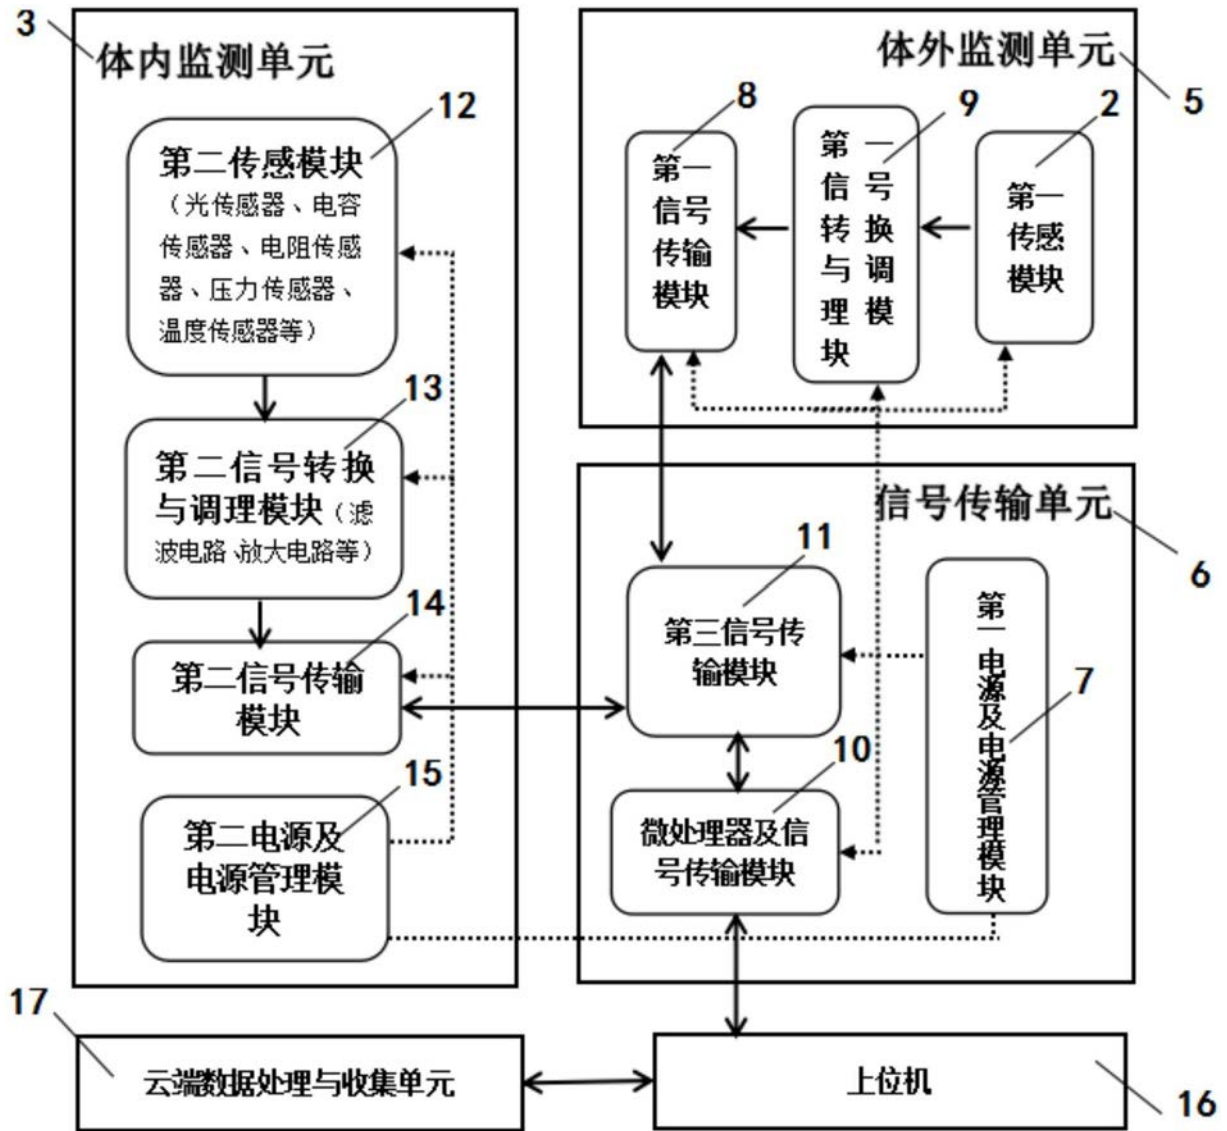 3
体内监测单元
12
第二传感模块
（光传感器、电容
传感器、电阻传感
器、压力传感器、
温度传感器等）
13
第二信号转换
与调理模块（滤
波电路、放大电路等）
14
第二信号传输
模块
15
第二电源及
电源管理模
块
体外监测单元
5
8
第一
信号
传输
模块
9
第一
信号
转换
与调
理模
块
2
第一
传感
模块
信号传输单元
6
11
第三信号传
输模块
10
微处理器及信
号传输模块
7
第一电源及电源管理模块
17
云端数据处理与收集单元
上位机
16